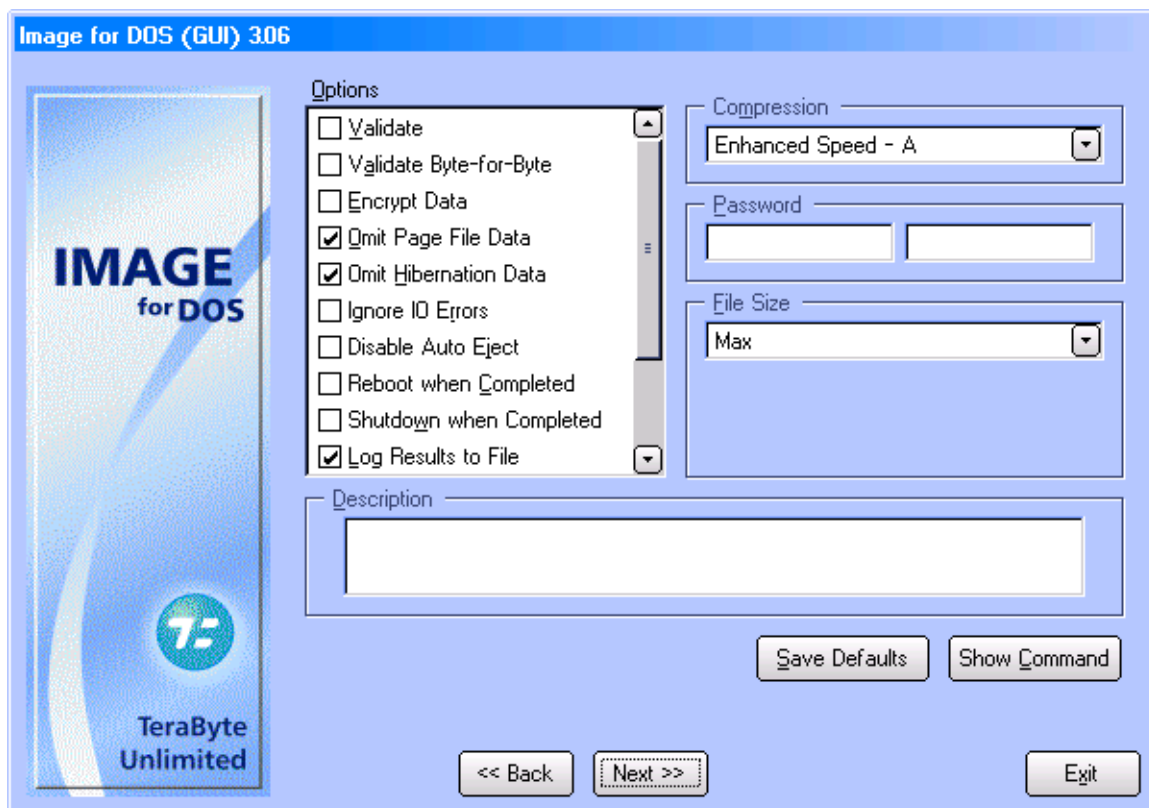 Image for DOS (GUI) 3.06
IMAGE
for DOS
TeraByte
Unlimited
Options
Validate
Validate Byte-for-Byte
Encrypt Data
Omit Page File Data
Omit Hibernation Data
Ignore IO Errors
Disable Auto Eject
Reboot when Completed
Shutdown when Completed
Log Results to File
Compression
Enhanced Speed - A
Password
File Size
Max
Description
Save Defaults
Show Command
<< Back
Next >>
Exit